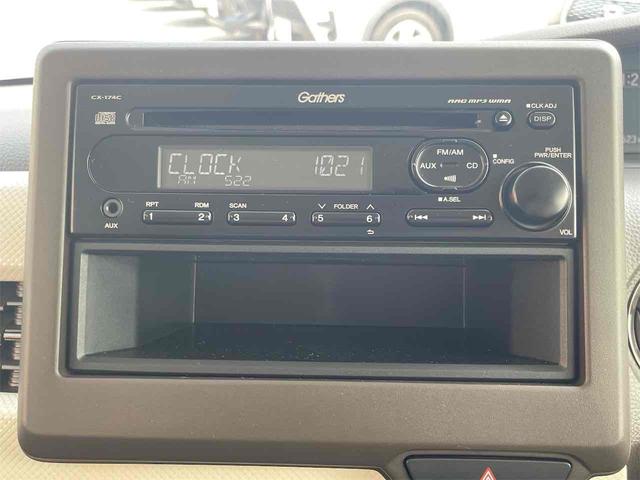 CX-174C
Gathers
AAC MP3 WMA
CLK ADJ
DISP
CLOCK 1021
AM 522
FM/AM
AUX
CD
CONFIG
PUSH
PWR/ENTER
VOL
A.SEL
AUX
RPT RDM SCAN FOLDER
1 2 3 4 5 6